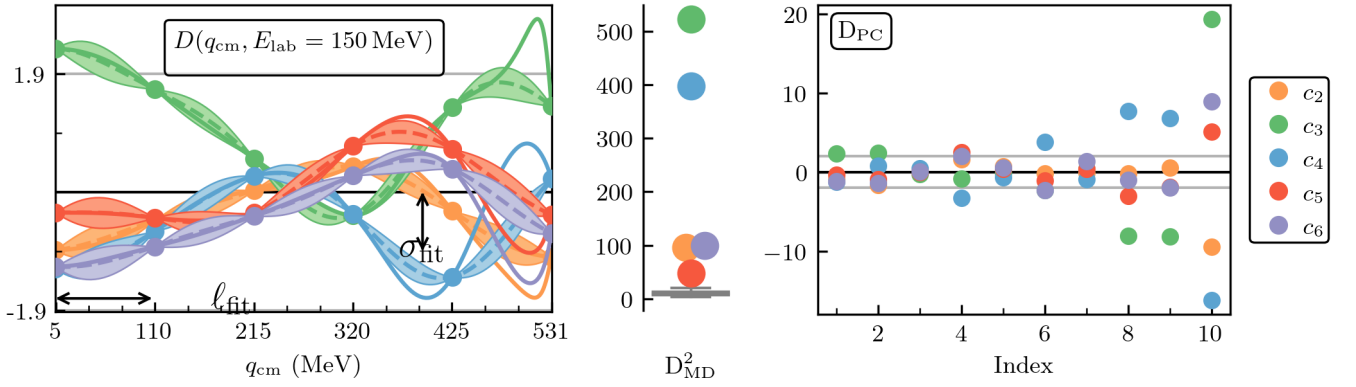 D(q_cm, E_lab = 150 MeV)
1.9
-1.9
σ_fit
ℓ_fit
5 110 215 320 425 531
q_cm (MeV)
500
400
300
200
100
0
D²_MD
D_PC
20
10
0
−10
2 4 6 8 10
Index
c_2
c_3
c_4
c_5
c_6